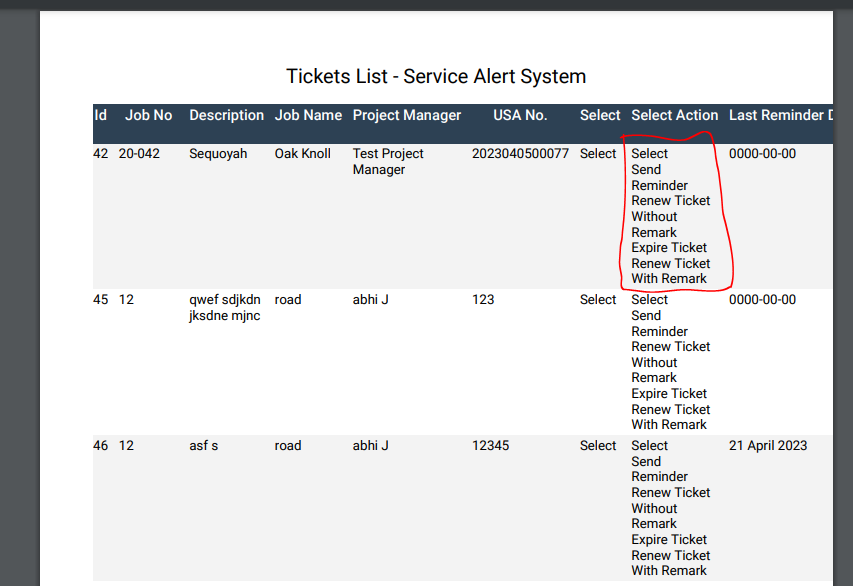 Tickets List - Service Alert System
Id Job No Description Job Name Project Manager USA No. Select Select Action Last Reminder D
42 20-042 Sequoyah Oak Knoll Test Project 2023040500077 Select Select 0000-00-00
Manager Send
Reminder
Renew Ticket
Without
Remark
Expire Ticket
Renew Ticket
With Remark
45 12 qwef sdjkdn road abhi J 123 Select Select 0000-00-00
jksdne mjnc Send
Reminder
Renew Ticket
Without
Remark
Expire Ticket
Renew Ticket
With Remark
46 12 asf s road abhi J 12345 Select Select 21 April 2023
Send
Reminder
Renew Ticket
Without
Remark
Expire Ticket
Renew Ticket
With Remark